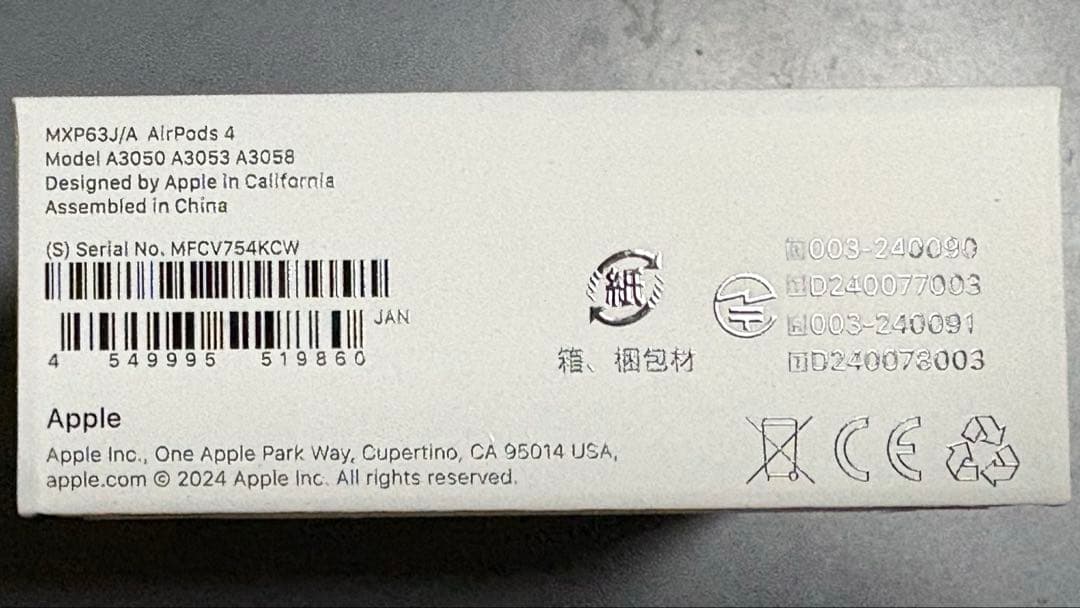 MXP63J/A AirPods 4
Model A3050 A3053 A3058
Designed by Apple in California
Assembled in China
(S) Serial No. MFCV754KCW
JAN
4 549995 519860
紙
箱、梱包材
R 003-240090
T D240077003
R 003-240091
T D240078003
Apple
Apple Inc., One Apple Park Way, Cupertino, CA 95014 USA,
apple.com © 2024 Apple Inc. All rights reserved.
CE